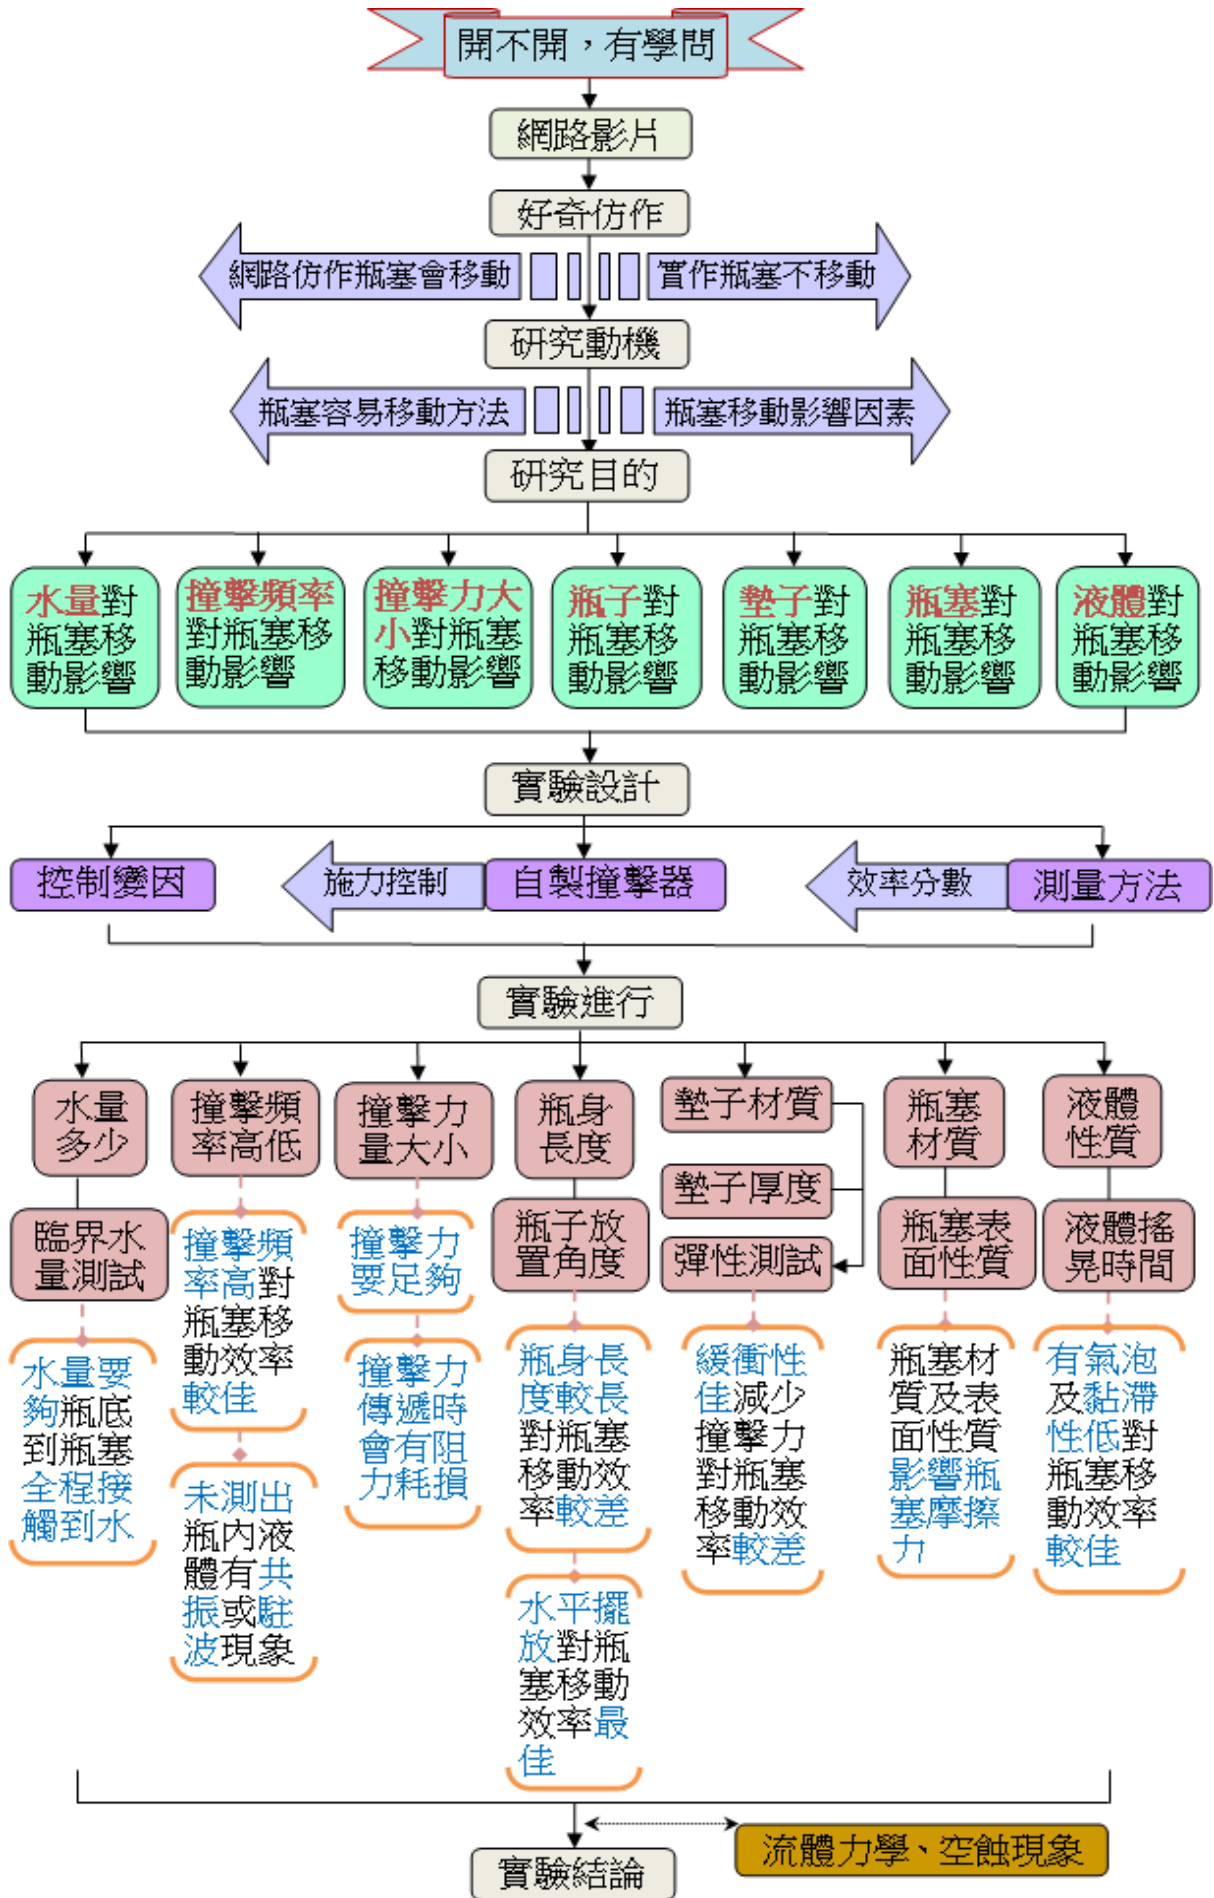 開不開，有學問
網路影片
好奇仿作
網路仿作瓶塞會移動
實作瓶塞不移動
研究動機
瓶塞容易移動方法
瓶塞移動影響因素
研究目的
水量對
瓶塞移
動影響
撞擊頻率
對瓶塞移
動影響
撞擊力大
小對瓶塞
移動影響
瓶子對
瓶塞移
動影響
墊子對
瓶塞移
動影響
瓶塞對
瓶塞移
動影響
液體對
瓶塞移
動影響
實驗設計
控制變因
施力控制
自製撞擊器
效率分數
測量方法
實驗進行
水量
多少
臨界水
量測試
水量要
夠瓶底
到瓶塞
全程接
觸到水
撞擊頻
率高低
撞擊頻
率高對
瓶塞移
動效率
較佳
未測出
瓶內液
體有共
振或駐
波現象
撞擊力
量大小
撞擊力
要足夠
撞擊力
傳遞時
會有阻
力耗損
瓶身
長度
瓶子放
置角度
瓶身長
度較長
對瓶塞
移動效
率較差
水平擺
放對瓶
塞移動
效率最
佳
墊子材質
墊子厚度
彈性測試
緩衝性
佳減少
撞擊力
對瓶塞
移動效
率較差
瓶塞
材質
瓶塞表
面性質
瓶塞材
質及表
面性質
影響瓶
塞摩擦
力
液體
性質
液體搖
晃時間
有氣泡
及黏滯
性低對
瓶塞移
動效率
較佳
流體力學、空蝕現象
實驗結論